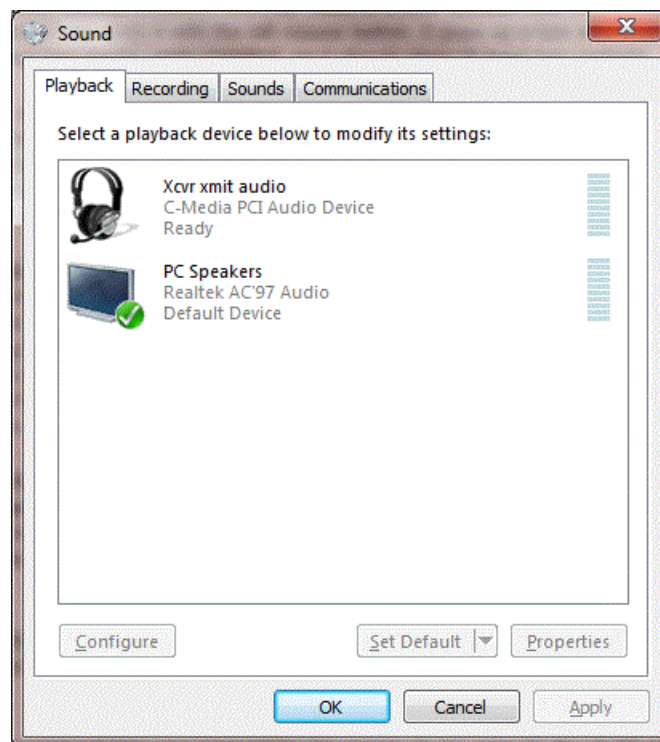 Sound
Playback Recording Sounds Communications
Select a playback device below to modify its settings:
Xcvr xmit audio
C-Media PCI Audio Device
Ready
PC Speakers
Realtek AC'97 Audio
Default Device
Configure Set Default Properties
OK Cancel Apply